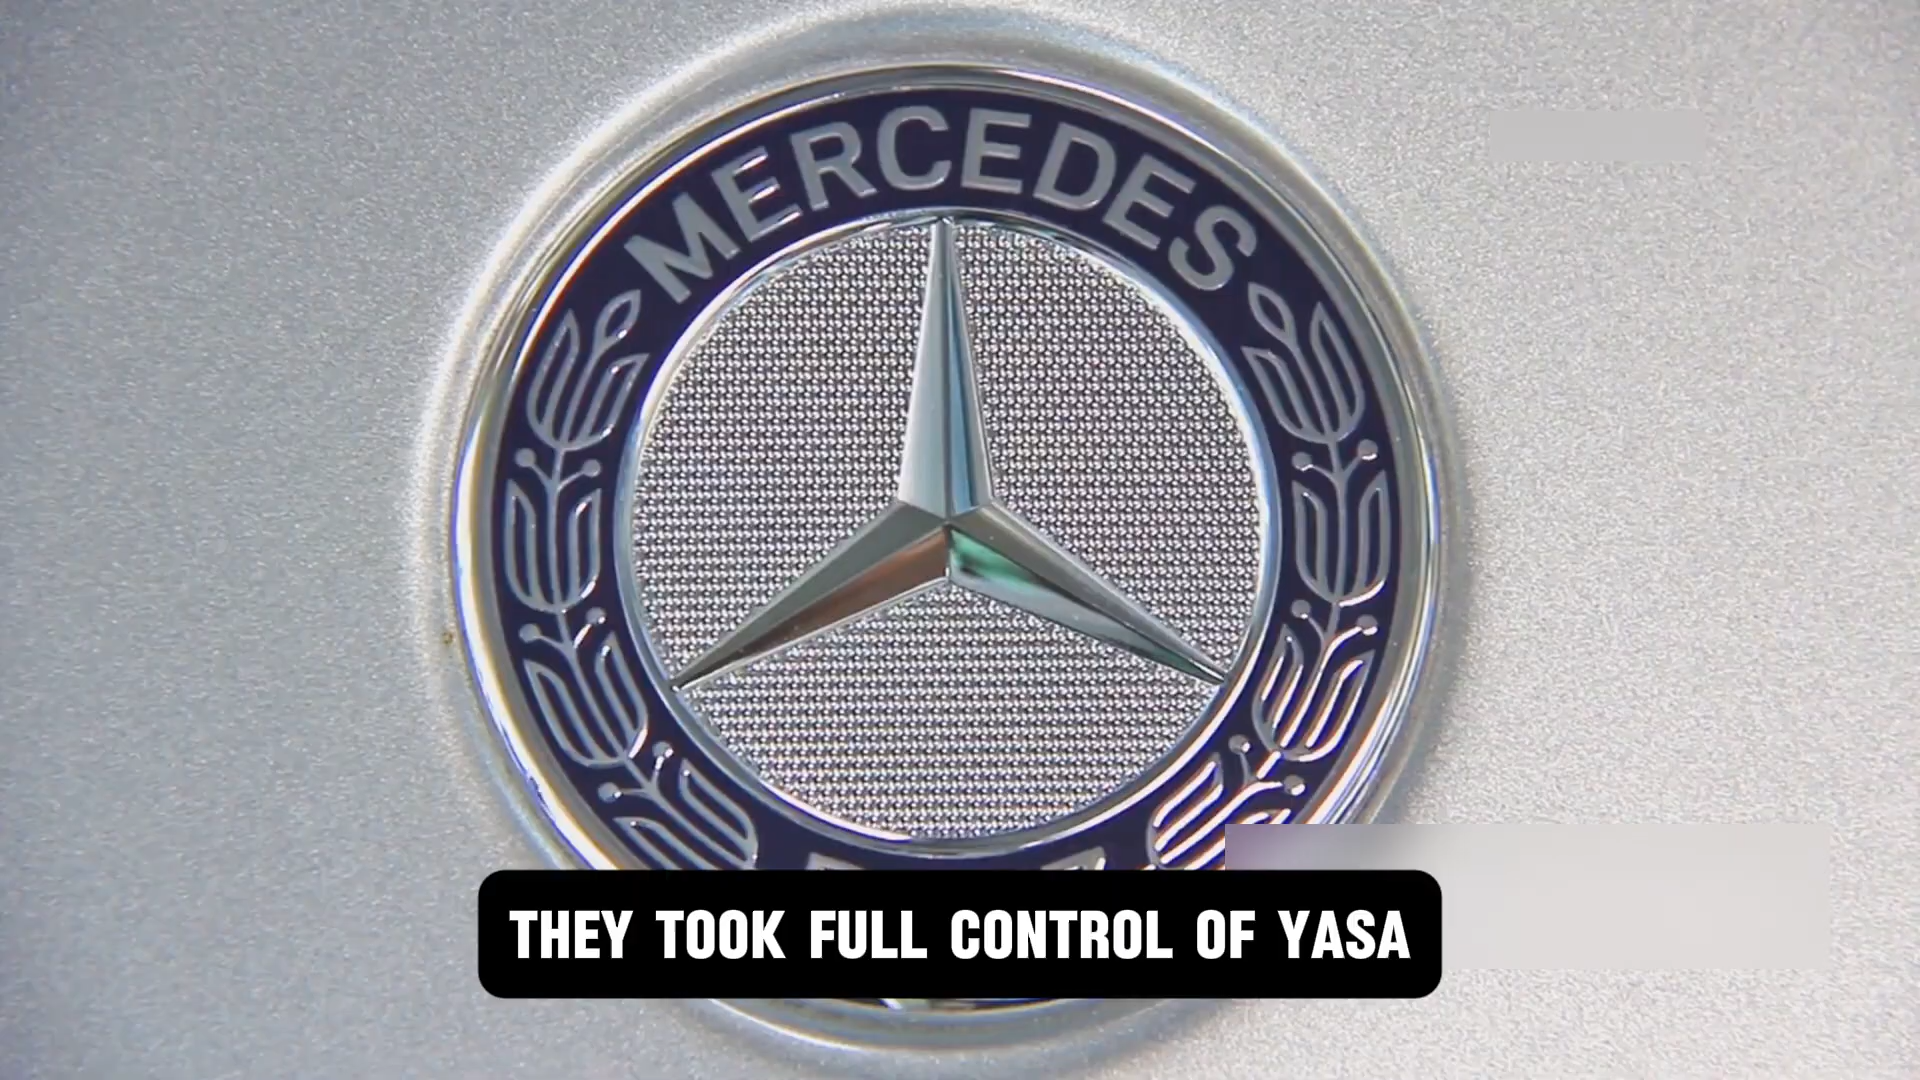 MERCEDES
THEY TOOK FULL CONTROL OF YASA